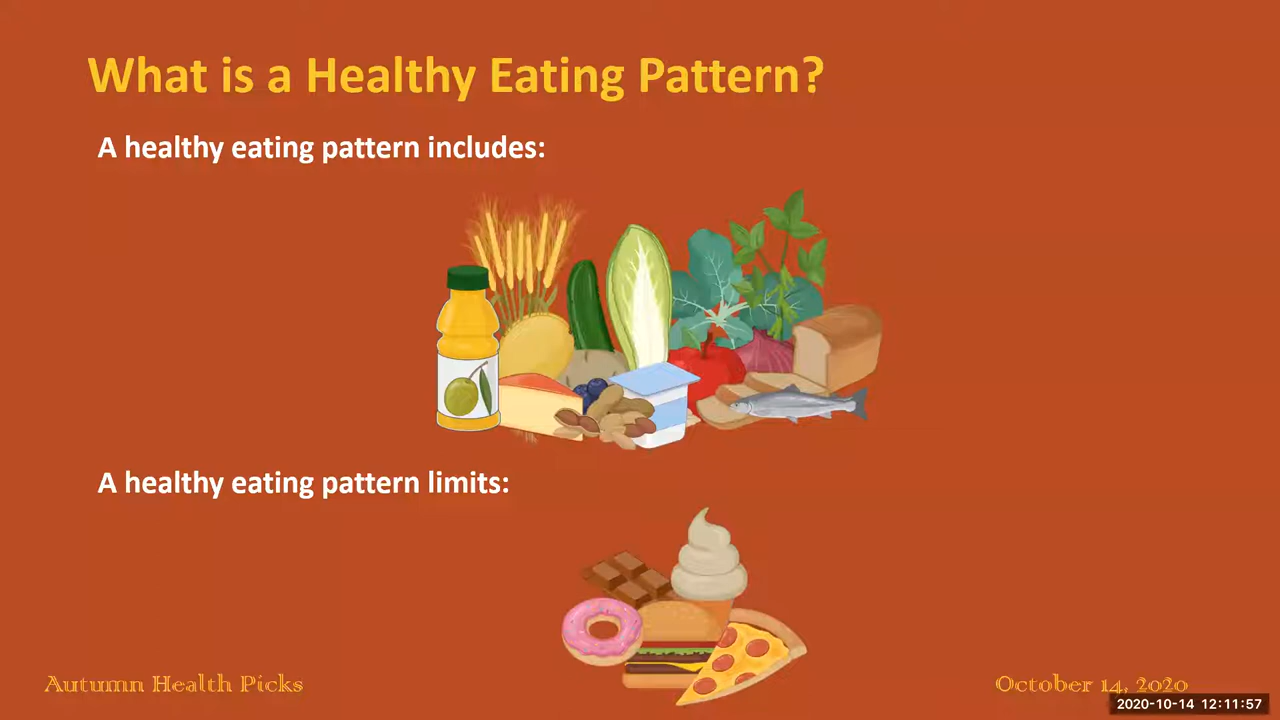 What is a Healthy Eating Pattern?
A healthy eating pattern includes:
A healthy eating pattern limits:
Autumn Health Picks
October 14, 2020
2020-10-14 12:11:57